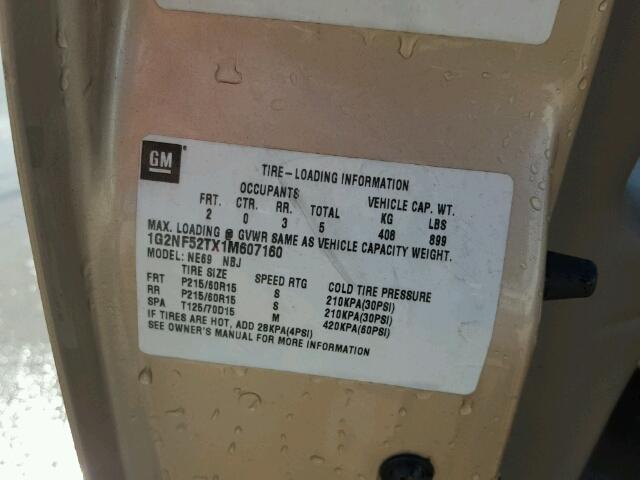 GM
TIRE-LOADING INFORMATION
OCCUPANTS VEHICLE CAP. WT.
FRT. CTR. RR. TOTAL KG LBS
2 0 3 5 408 899
MAX. LOADING @ GVWR SAME AS VEHICLE CAPACITY WEIGHT.
1G2NF52TX1M607160
MODEL: NE69 NBJ
TIRE SIZE SPEED RTG COLD TIRE PRESSURE
FRT P215/60R15 S 210KPA(30PSI)
RR P215/60R15 S 210KPA(30PSI)
SPA T125/70D15 M 420KPA(60PSI)
IF TIRES ARE HOT, ADD 28KPA(4PSI)
SEE OWNER'S MANUAL FOR MORE INFORMATION